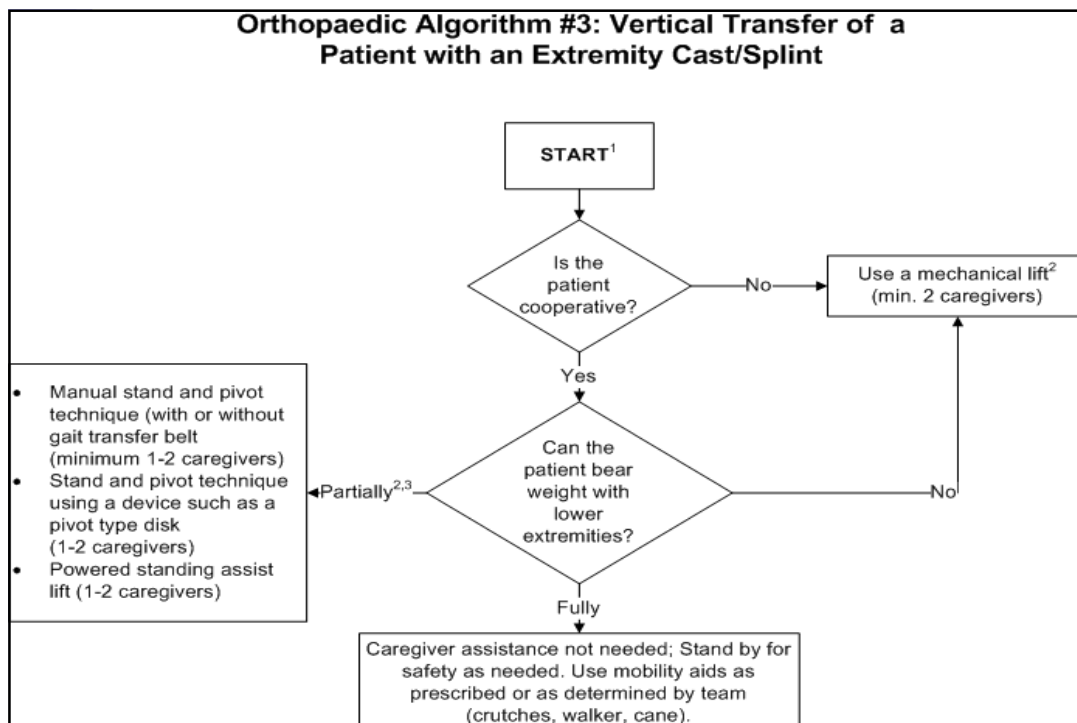 Orthopaedic Algorithm #3: Vertical Transfer of a
Patient with an Extremity Cast/Splint
START¹
Is the
patient
cooperative?
No
Use a mechanical lift²
(min. 2 caregivers)
Yes
• Manual stand and pivot
technique (with or without
gait transfer belt
(minimum 1-2 caregivers)
• Stand and pivot technique
using a device such as a
pivot type disk
(1-2 caregivers)
• Powered standing assist
lift (1-2 caregivers)
Partially²,³
Can the
patient bear
weight with
lower
extremities?
No
Fully
Caregiver assistance not needed; Stand by for
safety as needed. Use mobility aids as
prescribed or as determined by team
(crutches, walker, cane).